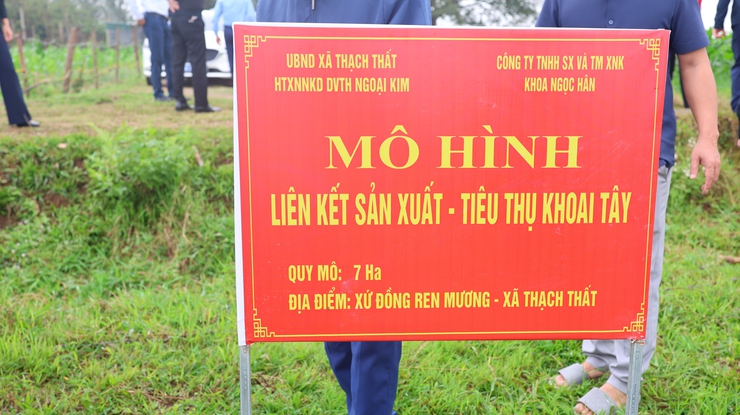 UBND XÃ THẠCH THẤT
HTXNNKD DVTH NGOẠI KIM
CÔNG TY TNHH SX VÀ TM XNK
KHOA NGỌC HÂN
MÔ HÌNH
LIÊN KẾT SẢN XUẤT - TIÊU THỤ KHOAI TÂY
QUY MÔ: 7 Ha
ĐỊA ĐIỂM: XỨ ĐỒNG REN MƯƠNG - XÃ THẠCH THẤT